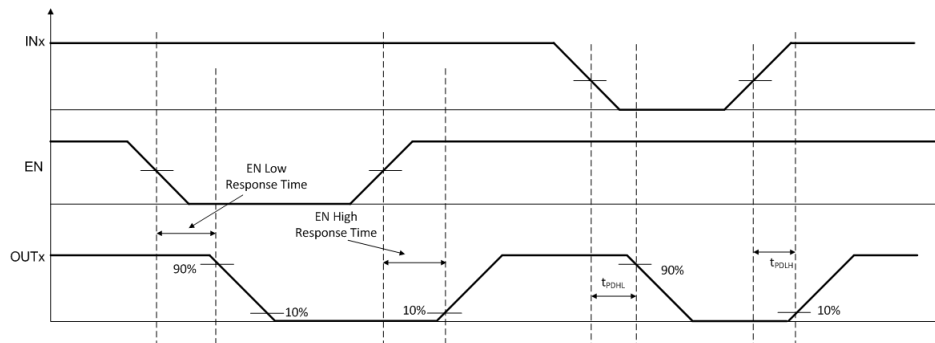 INx
EN
EN Low
Response Time
EN High
Response Time
OUTx
90%
10%
10%
tPDHL
90%
tPDLH
10%